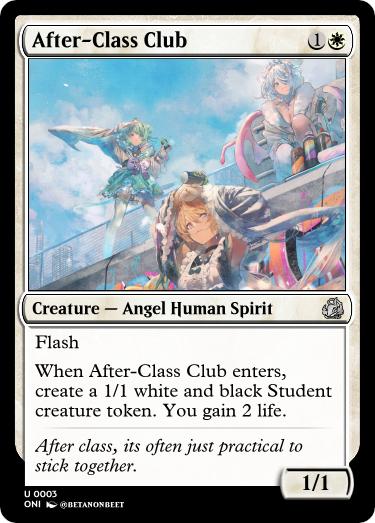 After-Class Club 1
Creature — Angel Human Spirit
Flash
When After-Class Club enters,
create a 1/1 white and black Student
creature token. You gain 2 life.
After class, its often just practical to
stick together.
1/1
U 0003
ONI @BETANONBEET